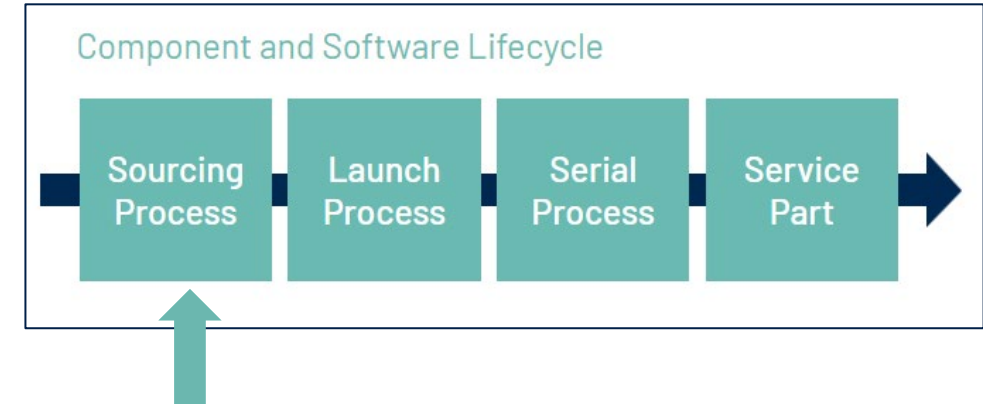 Component and Software Lifecycle
Sourcing
Process
Launch
Process
Serial
Process
Service
Part